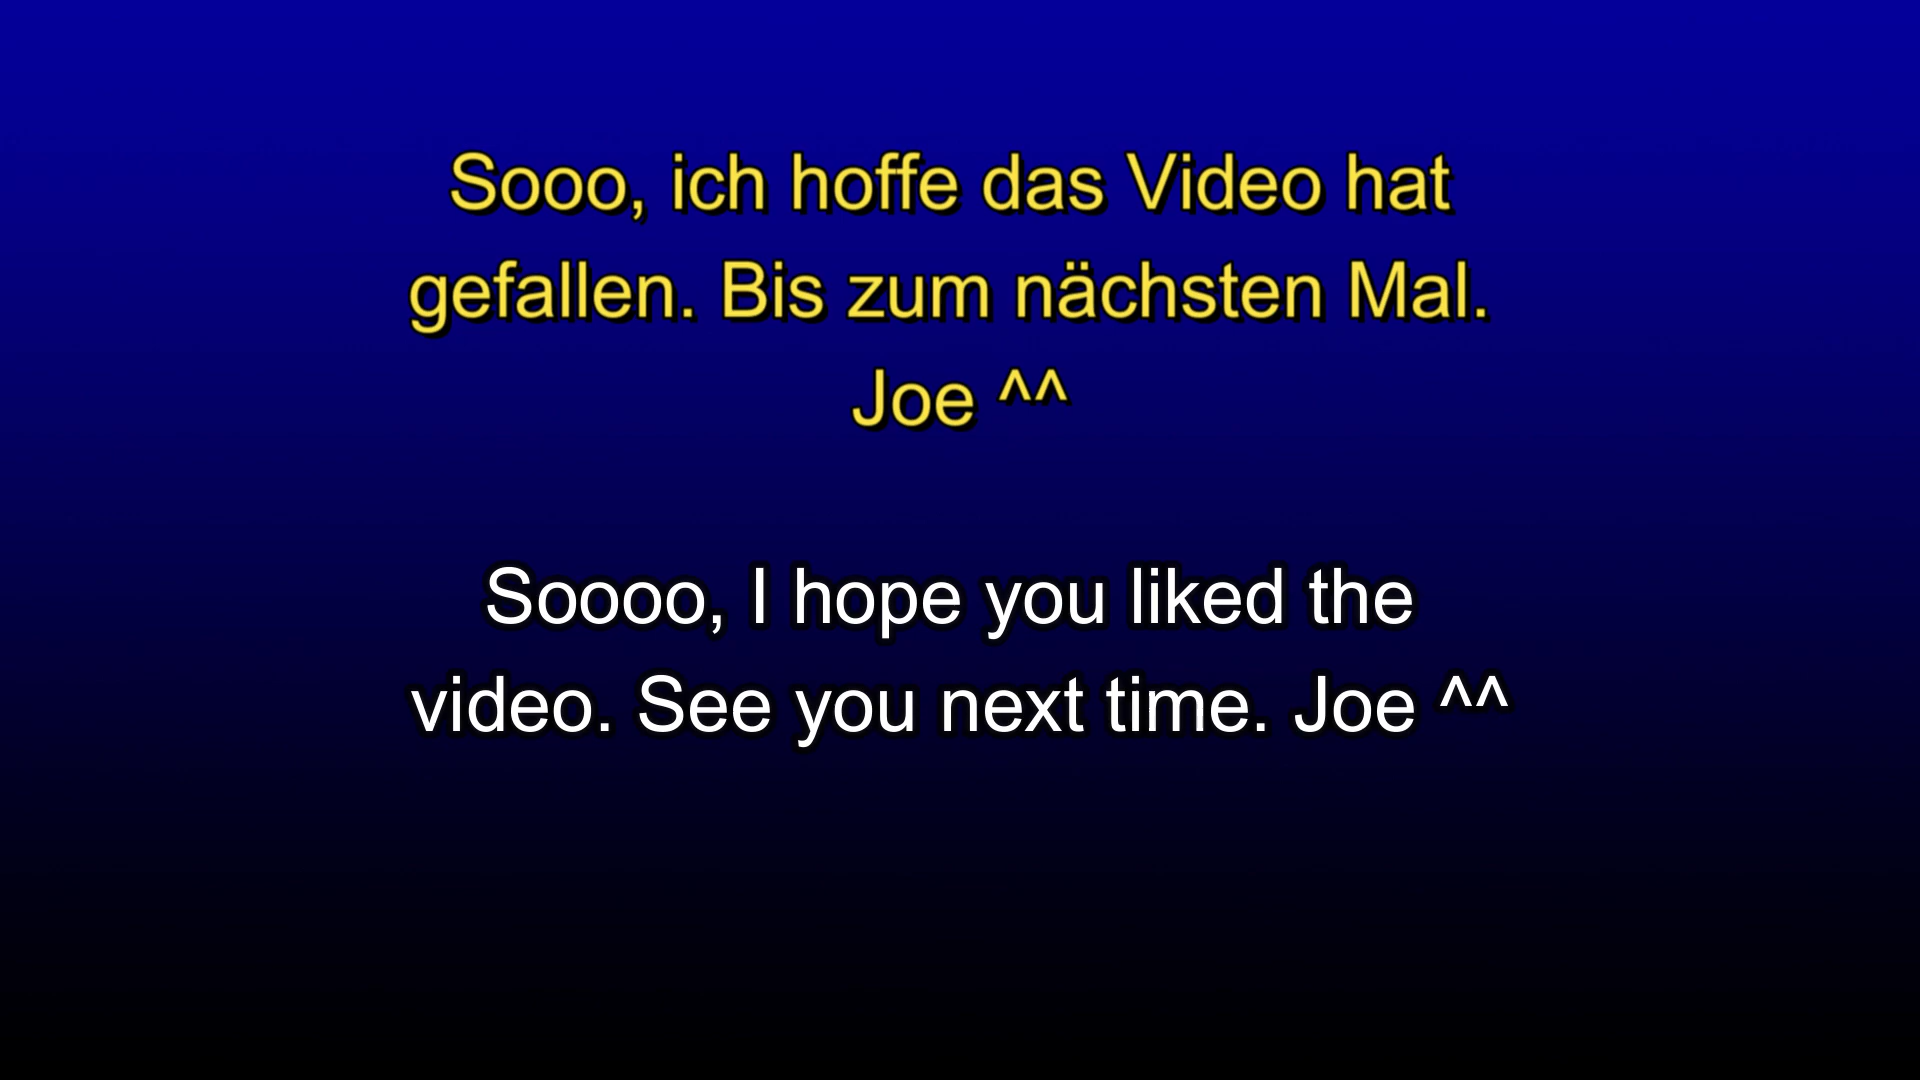 Sooo, ich hoffe das Video hat
gefallen. Bis zum nächsten Mal.
Joe ^^
Soooo, I hope you liked the
video. See you next time. Joe ^^